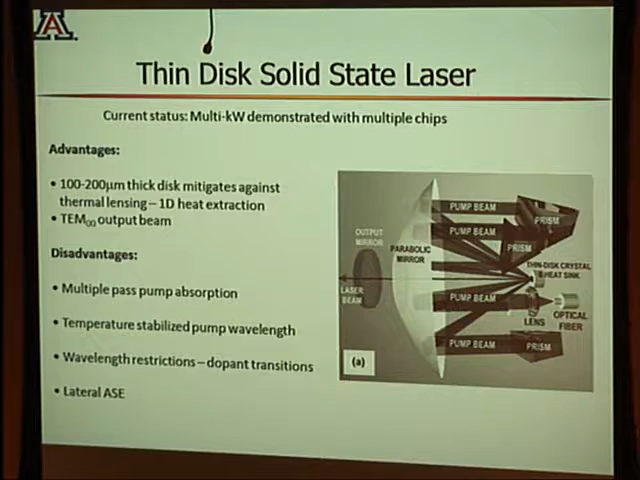 A
Thin Disk Solid State Laser
Current status: Multi-kW demonstrated with multiple chips
Advantages:
• 100-200µm thick disk mitigates against
thermal lensing – 1D heat extraction
• TEM₀₀ output beam
Disadvantages:
• Multiple pass pump absorption
• Temperature stabilized pump wavelength
• Wavelength restrictions – dopant transitions
• Lateral ASE
PUMP BEAM
PRISM
PUMP BEAM
OUTPUT
MIRROR
PARABOLIC
MIRROR
PRISM
THIN-DISK CRYSTAL
& HEAT SINK
LASER
BEAM
PUMP BEAM
LENS
OPTICAL
FIBER
PUMP BEAM
PRISM
(a)